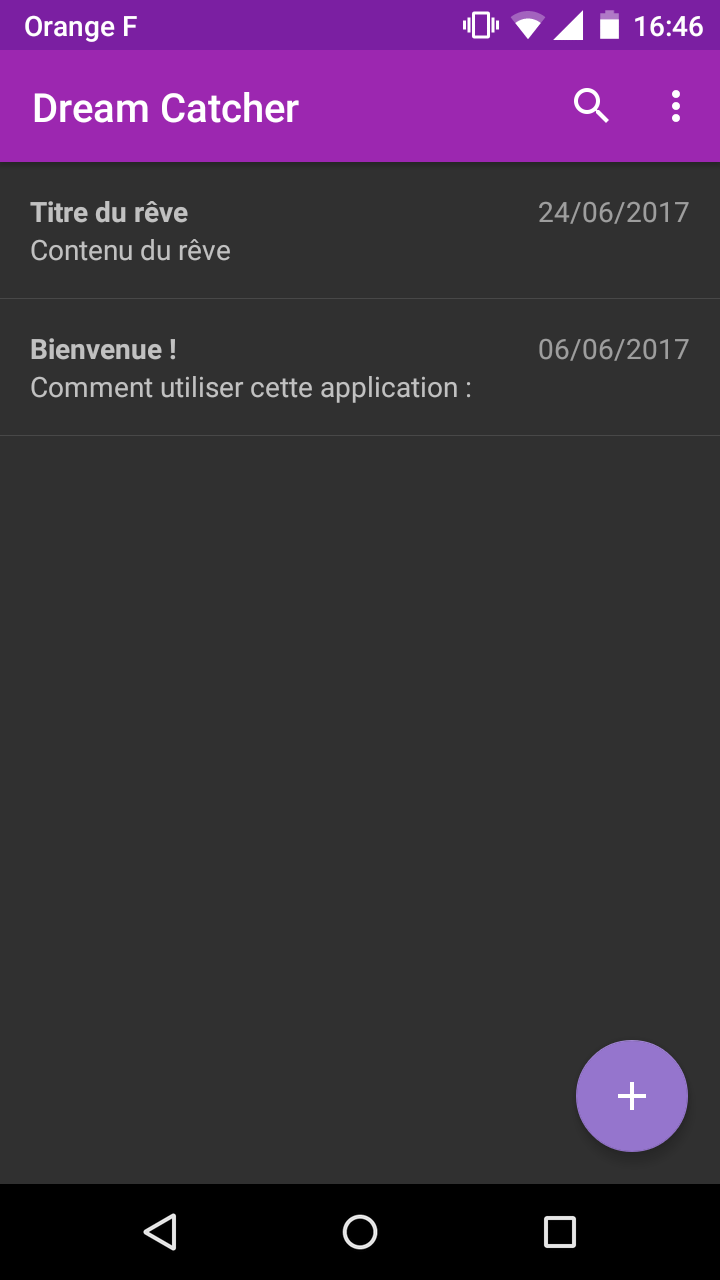 Orange F 16:46
Dream Catcher
Titre du rêve 24/06/2017
Contenu du rêve
Bienvenue ! 06/06/2017
Comment utiliser cette application :